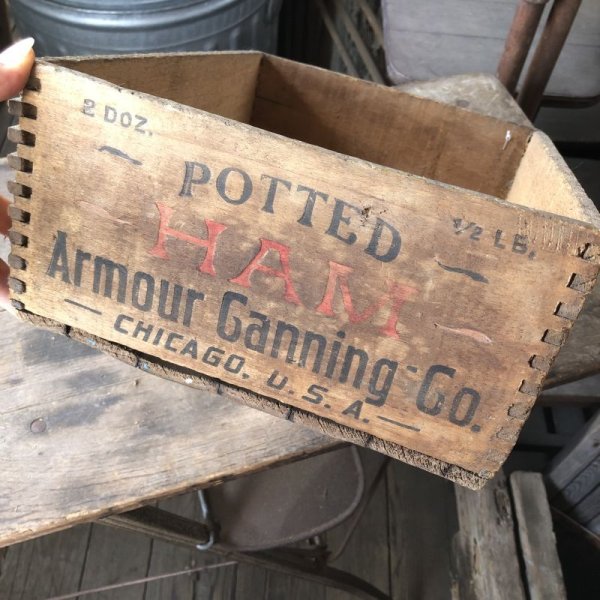 2 DOZ. ½ LB.
POTTED
HAM
Armour Canning Co.
CHICAGO, U.S.A.